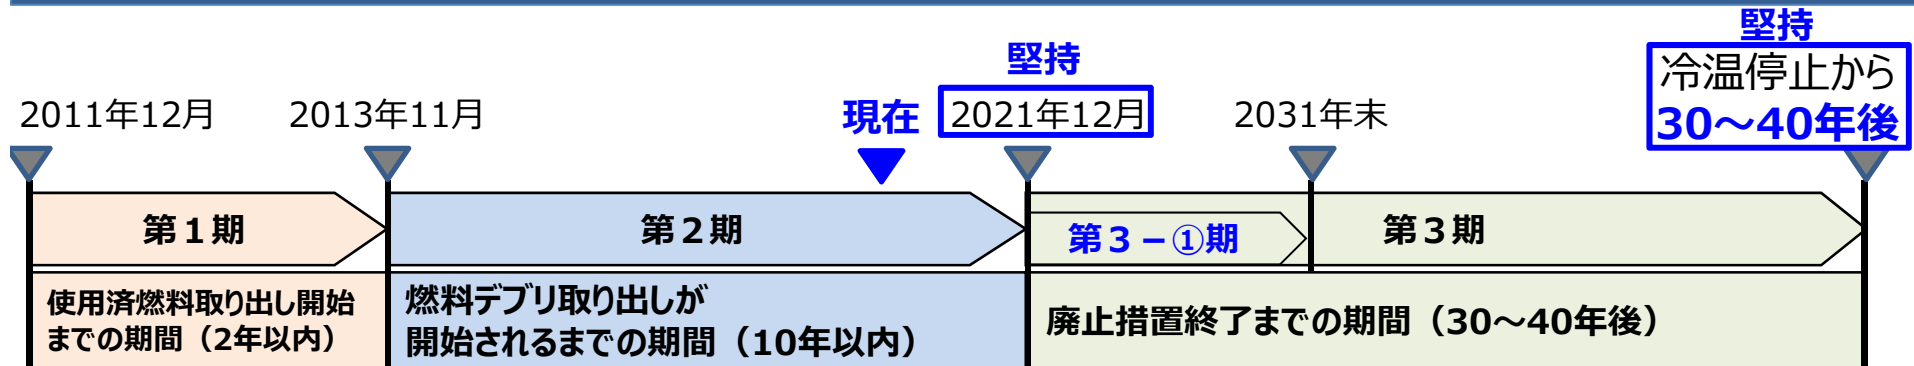 堅持
堅持
冷温停止から
30～40年後
2011年12月
2013年11月
現在
2021年12月
2031年末
第１期
第２期
第３－①期
第３期
使用済燃料取り出し開始
までの期間（2年以内）
燃料デブリ取り出しが
開始されるまでの期間（10年以内）
廃止措置終了までの期間（30～40年後）